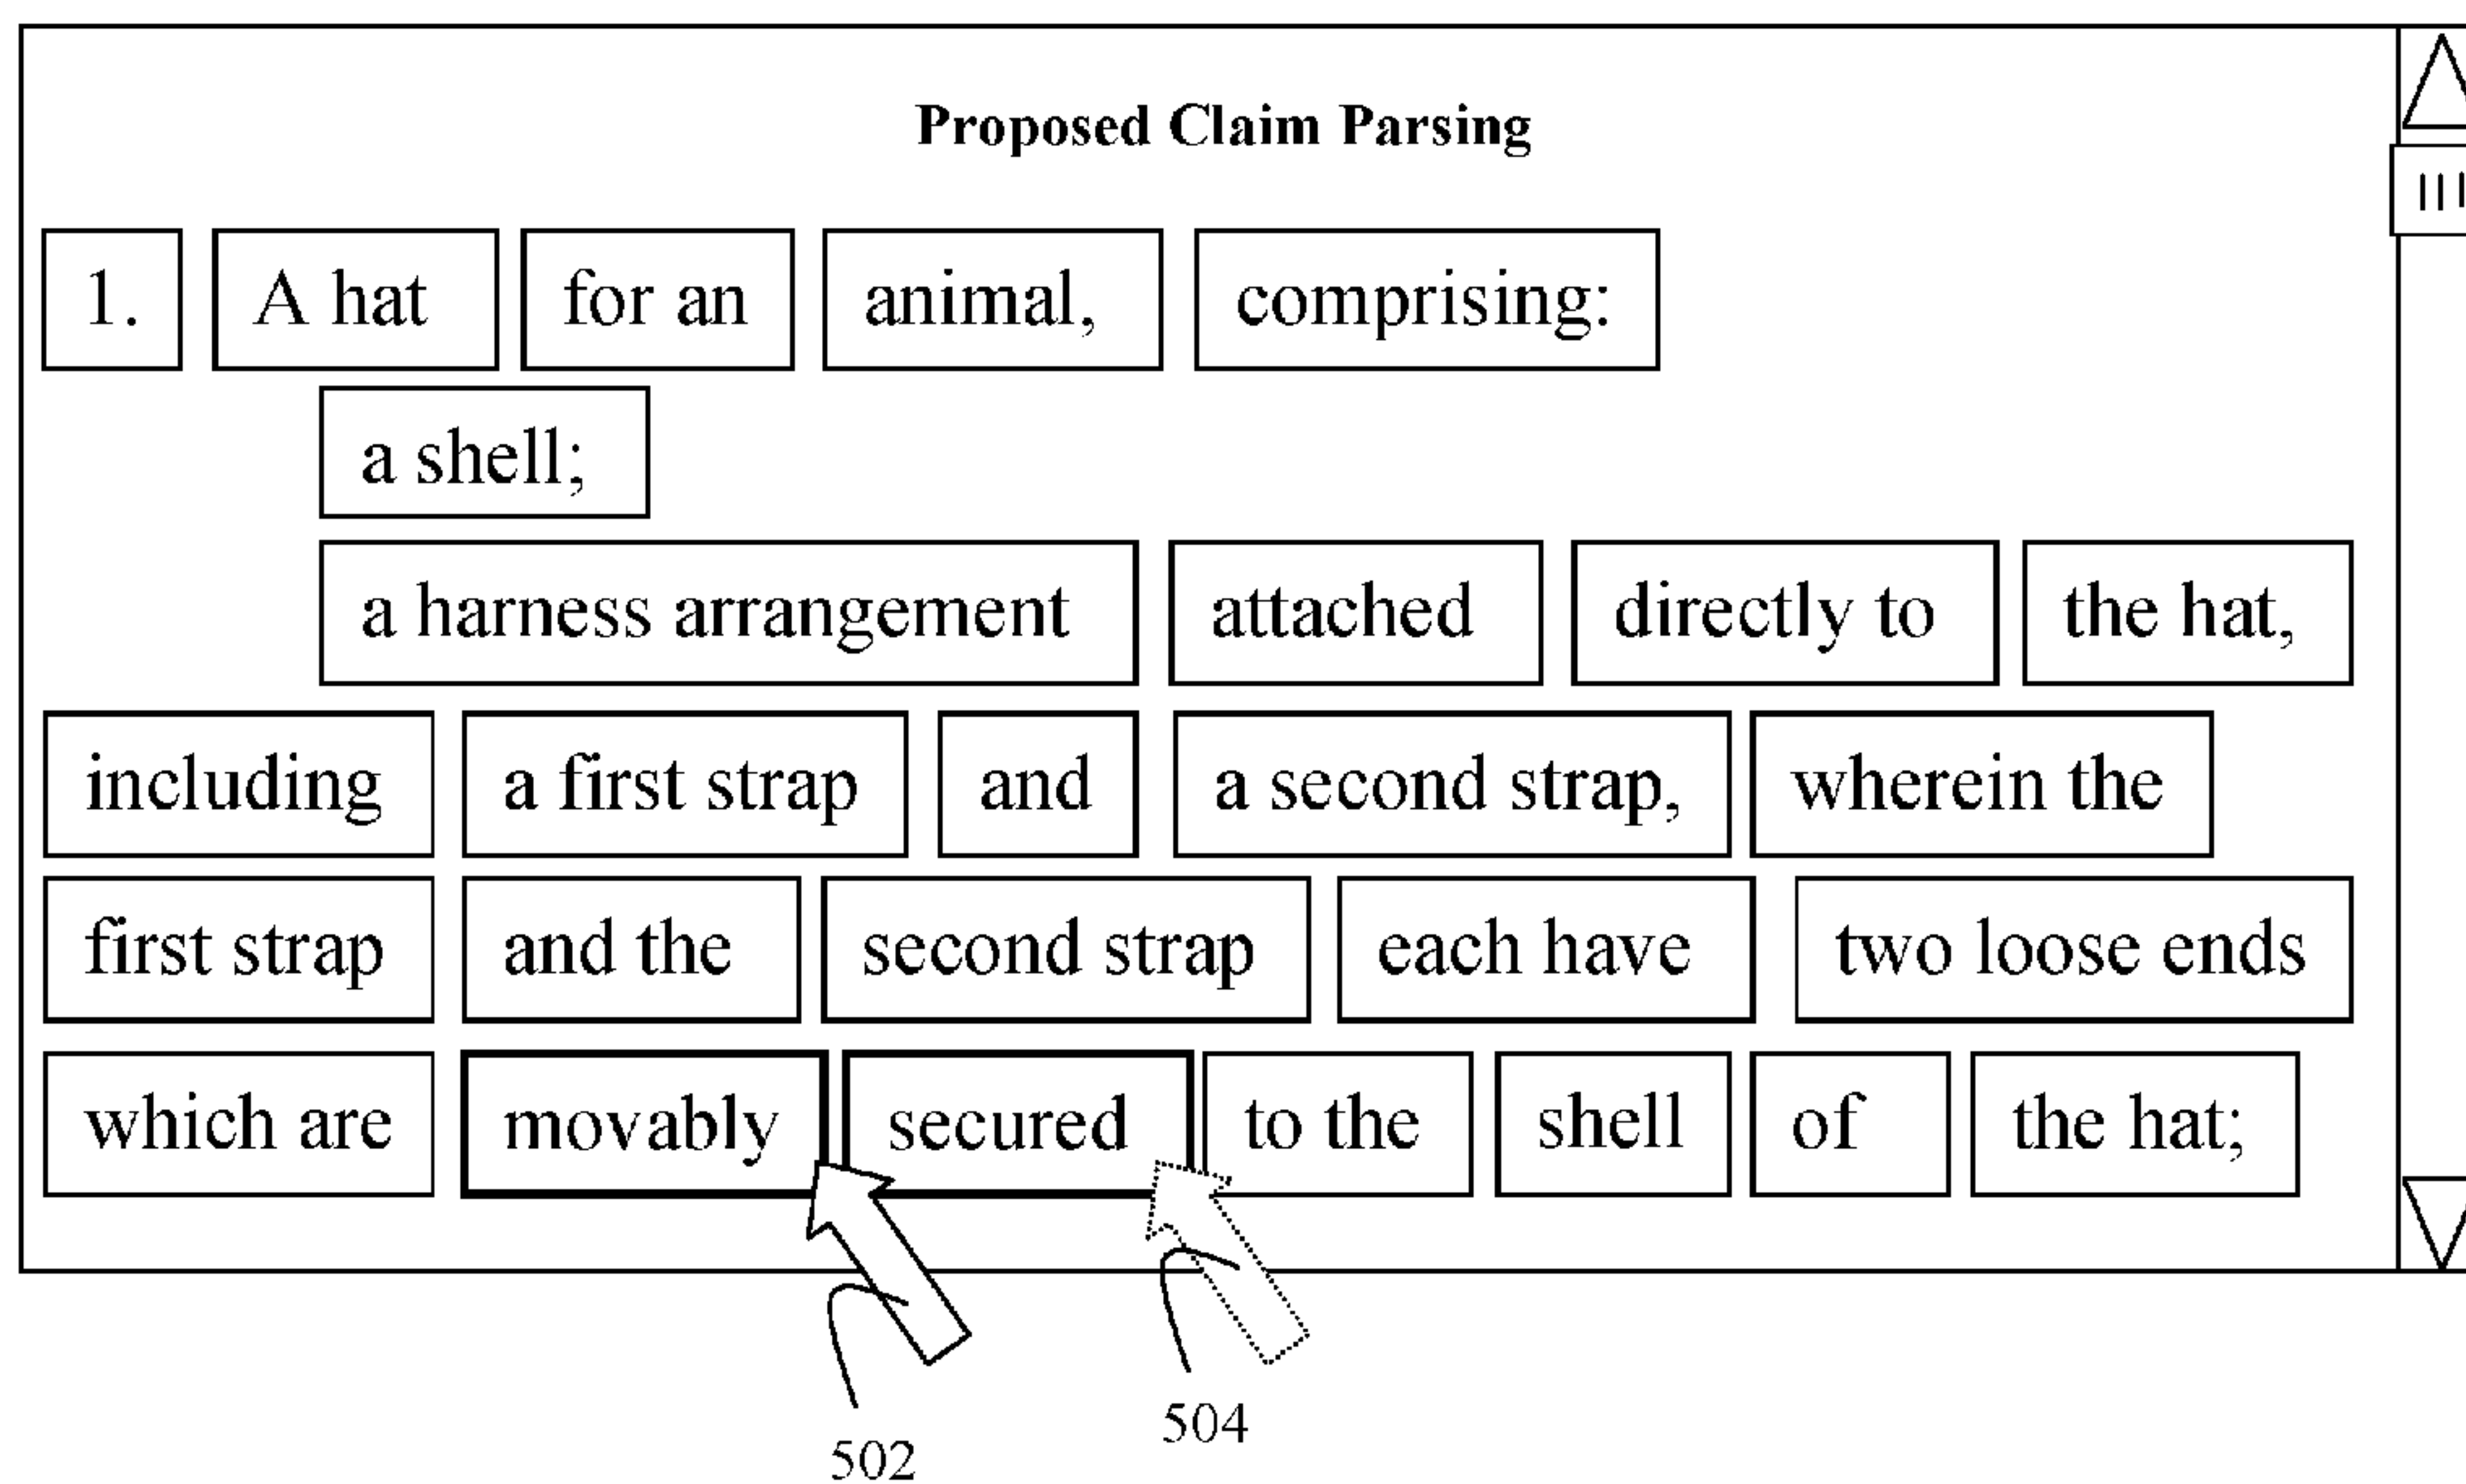 Proposed Claim Parsing
1. A hat for an animal, comprising:
a shell;
a harness arrangement attached directly to the hat,
including a first strap and a second strap, wherein the
first strap and the second strap each have two loose ends
which are movably secured to the shell of the hat;
502
504